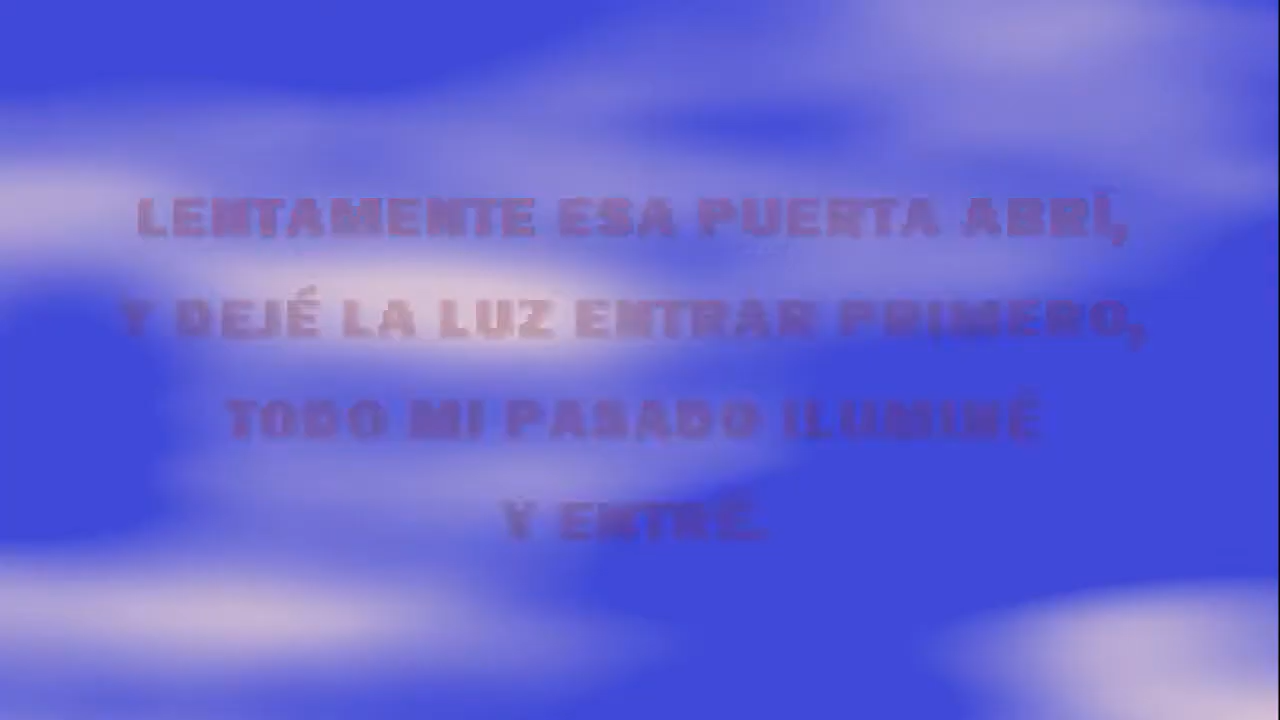 LENTAMENTE ESA PUERTA ABRÍ,
Y DEJÉ LA LUZ ENTRAR PRIMERO,
TODO MI PASADO ILUMINÉ
Y ENTRÉ.